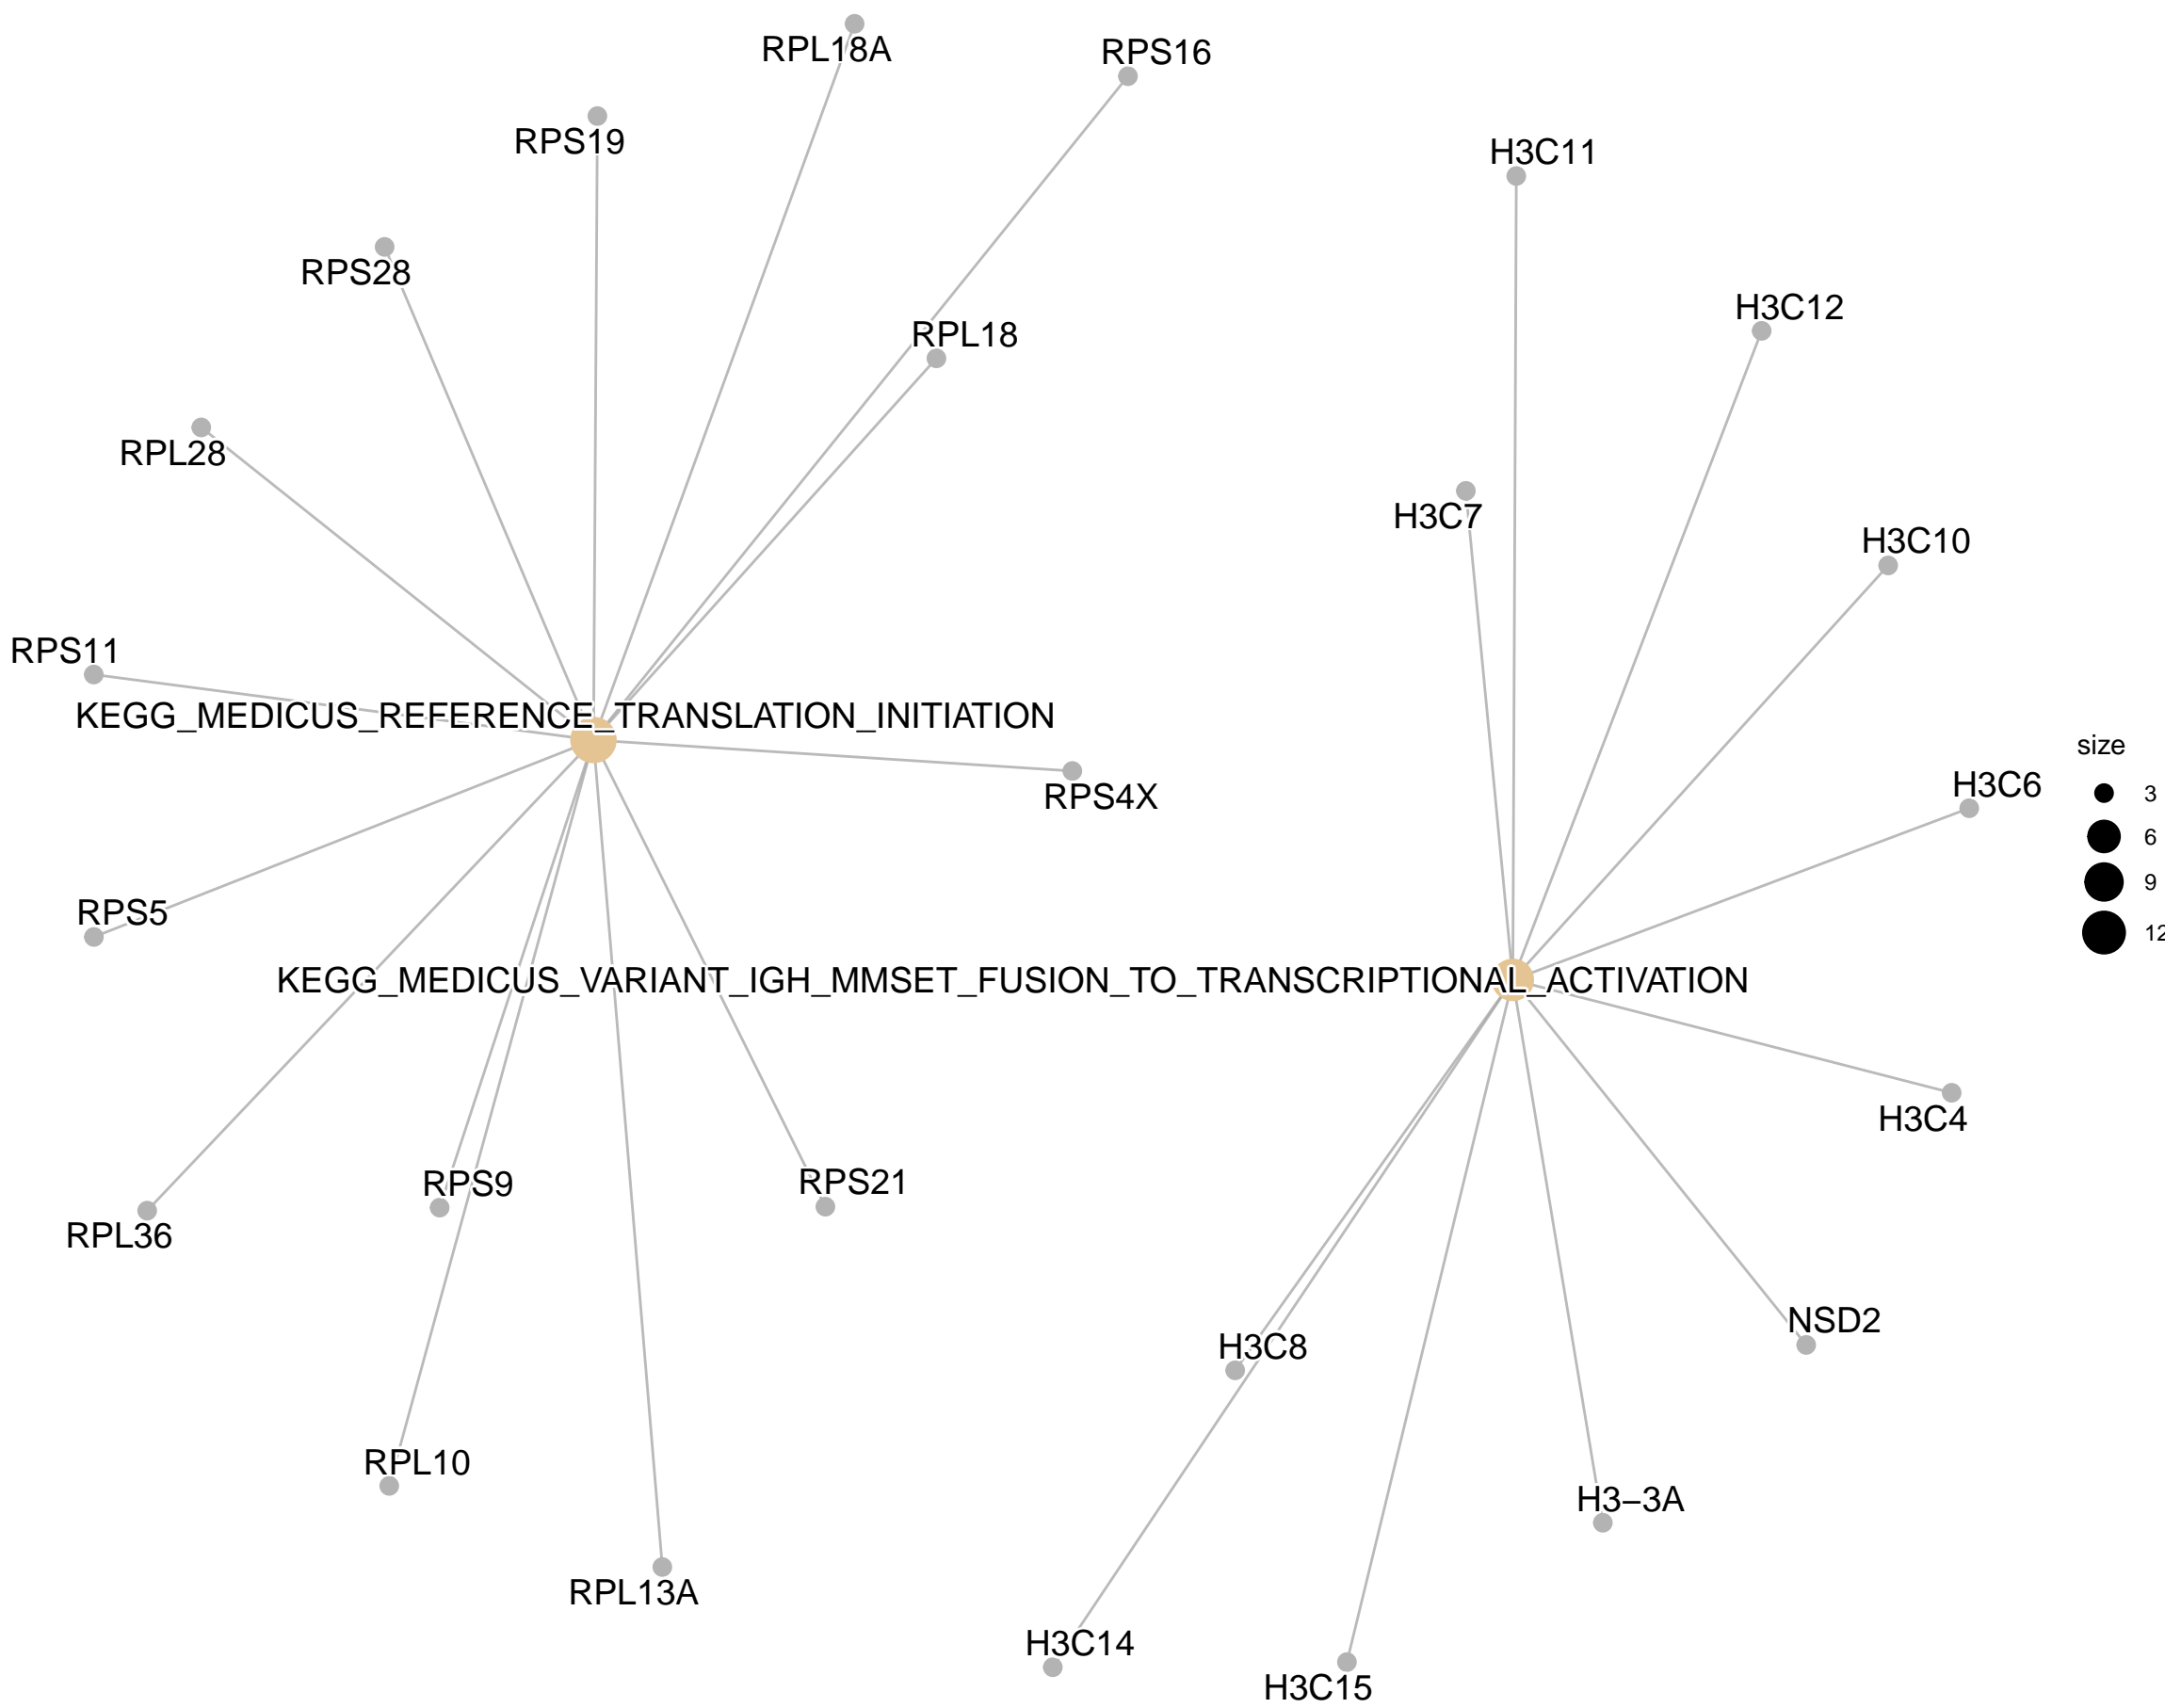 RPL18A
RPS16
RPS19
H3C11
RPS28
H3C12
RPL18
RPL28
H3C7
H3C10
RPS11
KEGG_MEDICUS_REFERENCE_TRANSLATION_INITIATION
size
H3C6
3
RPS4X
6
9
RPS5
12
KEGG_MEDICUS_VARIANT_IGH_MMSET_FUSION_TO_TRANSCRIPTIONAL_ACTIVATION
H3C4
RPS9
RPS21
RPL36
NSD2
H3C8
RPL10
H3–3A
RPL13A
H3C14
H3C15